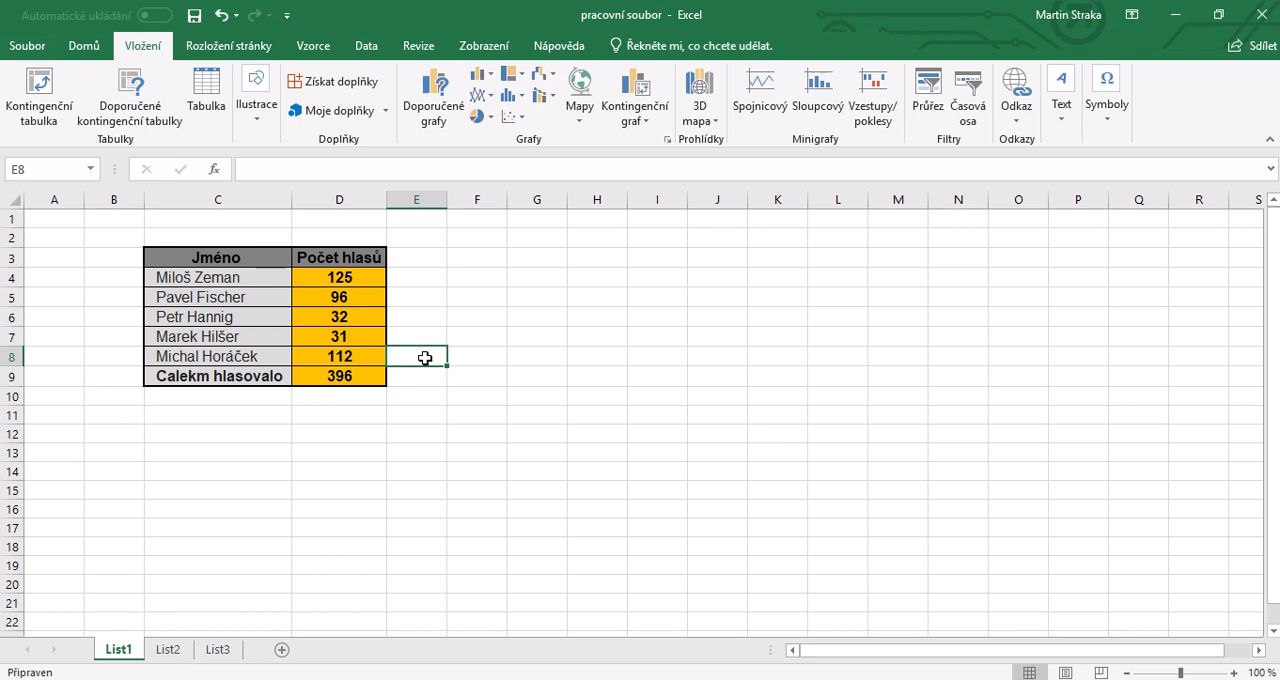 Automatické ukládání
pracovní soubor - Excel
Martin Straka
Soubor Domů Vložení Rozložení stránky Vzorce Data Revize Zobrazení Nápověda Řekněte mi, co chcete udělat. Sdílet
Kontingenční tabulka
Doporučené kontingenční tabulky
Tabulka
Tabulky
Ilustrace
Získat doplňky
Moje doplňky
Doplňky
Doporučené grafy
Mapy
Kontingenční graf
Grafy
3D mapa
Prohlídky
Spojnicový
Sloupcový
Vzestupy/poklesy
Minigrafy
Průřez
Časová osa
Filtry
Odkaz
Odkazy
Text
Symboly
E8
fx
A B C D E F G H I J K L M N O P Q R S
1
2
3 Jméno Počet hlasů
4 Miloš Zeman 125
5 Pavel Fischer 96
6 Petr Hannig 32
7 Marek Hilšer 31
8 Michal Horáček 112
9 Calekm hlasovalo 396
10
11
12
13
14
15
16
17
18
19
20
21
22
List1 List2 List3
Připraven
100 %